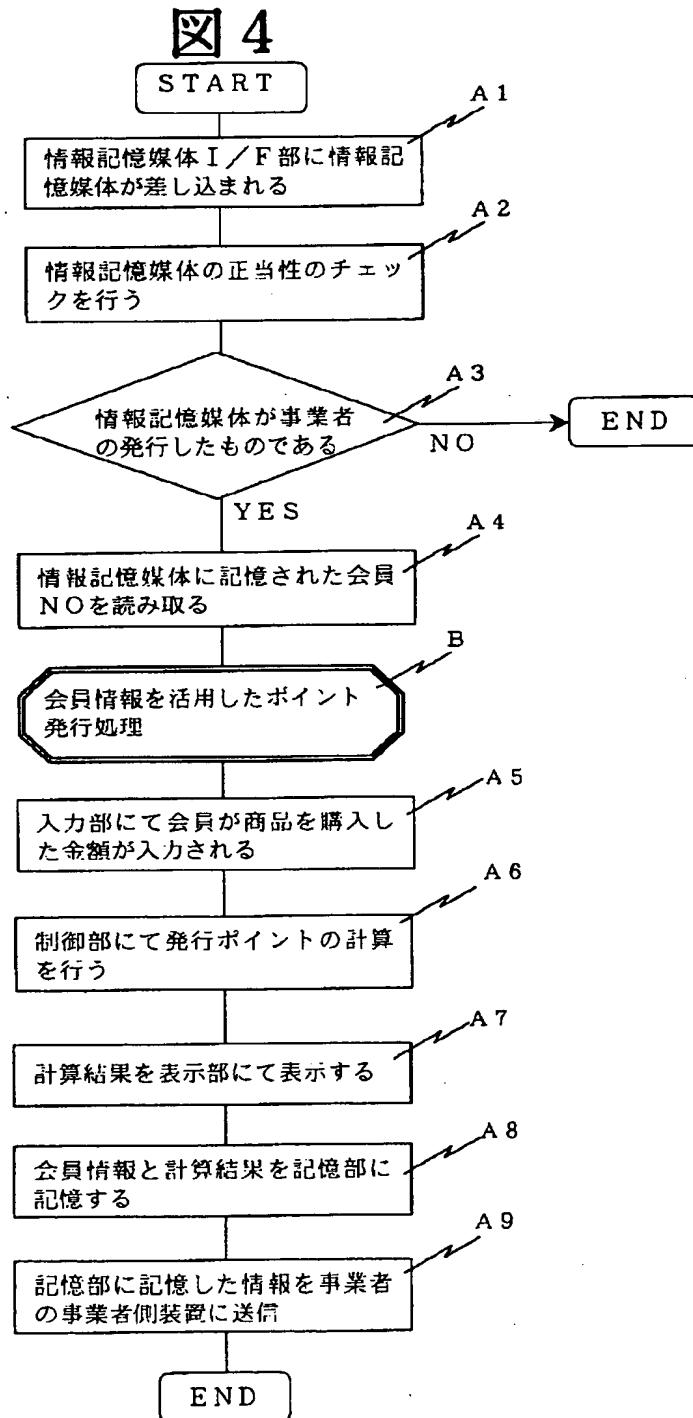 図4
START
A1
情報記憶媒体I/F部に情報記
憶媒体が差し込まれる
A2
情報記憶媒体の正当性のチェッ
クを行う
A3
情報記憶媒体が事業者
の発行したものである
NO
END
YES
A4
情報記憶媒体に記憶された会員
NOを読み取る
B
会員情報を活用したポイント
発行処理
A5
入力部にて会員が商品を購入し
た金額が入力される
A6
制御部にて発行ポイントの計算
を行う
A7
計算結果を表示部にて表示する
A8
会員情報と計算結果を記憶部に
記憶する
A9
記憶部に記憶した情報を事業者
の事業者側装置に送信
END